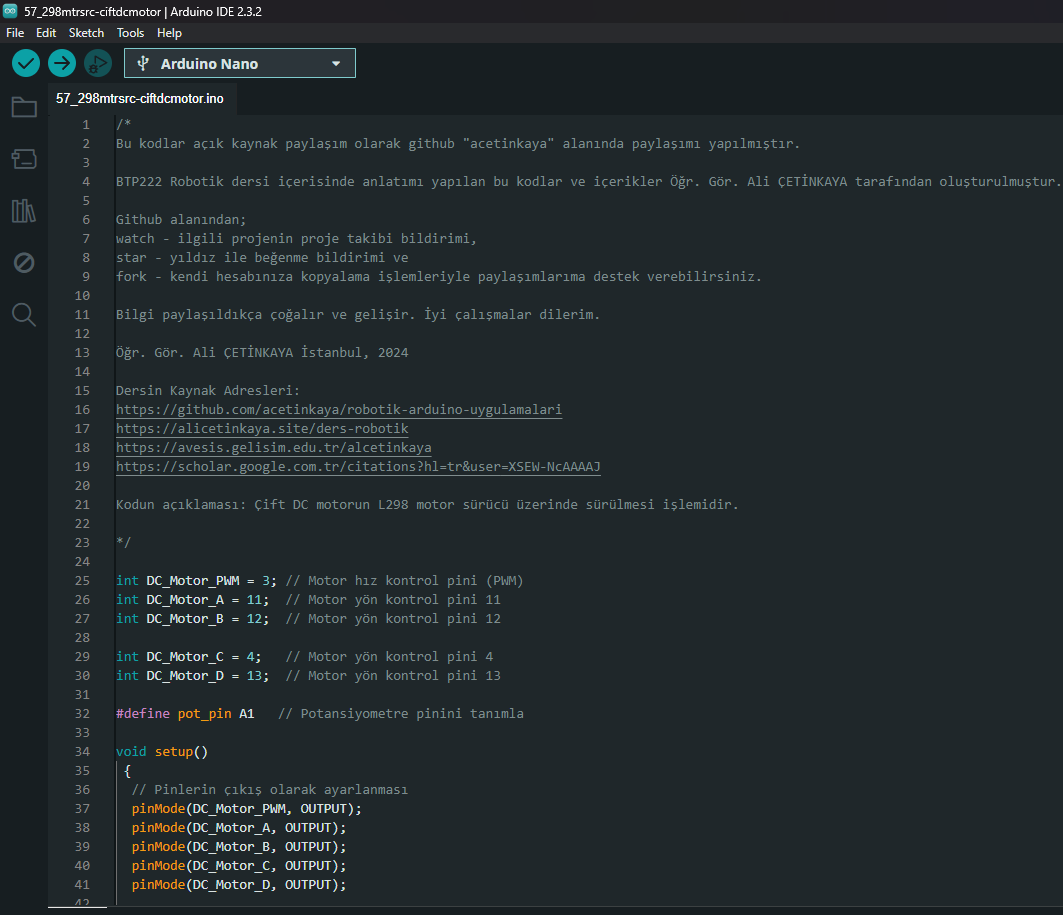 57_298mtrsrc-ciftdcmotor | Arduino IDE 2.3.2
File Edit Sketch Tools Help
Arduino Nano
57_298mtrsrc-ciftdcmotor.ino
1 /*
2 Bu kodlar açık kaynak paylaşım olarak github "acetinkaya" alanında paylaşımı yapılmıştır.
3
4 BTP222 Robotik dersi içerisinde anlatımı yapılan bu kodlar ve içerikler Öğr. Gör. Ali ÇETİNKAYA tarafından oluşturulmuştur.
5
6 Github alanından;
7 watch - ilgili projenin proje takibi bildirimi,
8 star - yıldız ile beğenme bildirimi ve
9 fork - kendi hesabınıza kopyalama işlemleriyle paylaşımlarıma destek verebilirsiniz.
10
11 Bilgi paylaşıldıkça çoğalır ve gelişir. İyi çalışmalar dilerim.
12
13 Öğr. Gör. Ali ÇETİNKAYA İstanbul, 2024
14
15 Dersin Kaynak Adresleri:
16 https://github.com/acetinkaya/robotik-arduino-uygulamalari
17 https://alicetinkaya.site/ders-robotik
18 https://avesis.gelisim.edu.tr/alcetinkaya
19 https://scholar.google.com.tr/citations?hl=tr&user=XSEW-NcAAAAJ
20
21 Kodun açıklaması: Çift DC motorun L298 motor sürücü üzerinde sürülmesi işlemidir.
22
23 */
24
25 int DC_Motor_PWM = 3; // Motor hız kontrol pini (PWM)
26 int DC_Motor_A = 11;  // Motor yön kontrol pini 11
27 int DC_Motor_B = 12;  // Motor yön kontrol pini 12
28
29 int DC_Motor_C = 4;   // Motor yön kontrol pini 4
30 int DC_Motor_D = 13;  // Motor yön kontrol pini 13
31
32 #define pot_pin A1   // Potansiyometre pinini tanımla
33
34 void setup()
35 {
36 // Pinlerin çıkış olarak ayarlanması
37 pinMode(DC_Motor_PWM, OUTPUT);
38 pinMode(DC_Motor_A, OUTPUT);
39 pinMode(DC_Motor_B, OUTPUT);
40 pinMode(DC_Motor_C, OUTPUT);
41 pinMode(DC_Motor_D, OUTPUT);
42